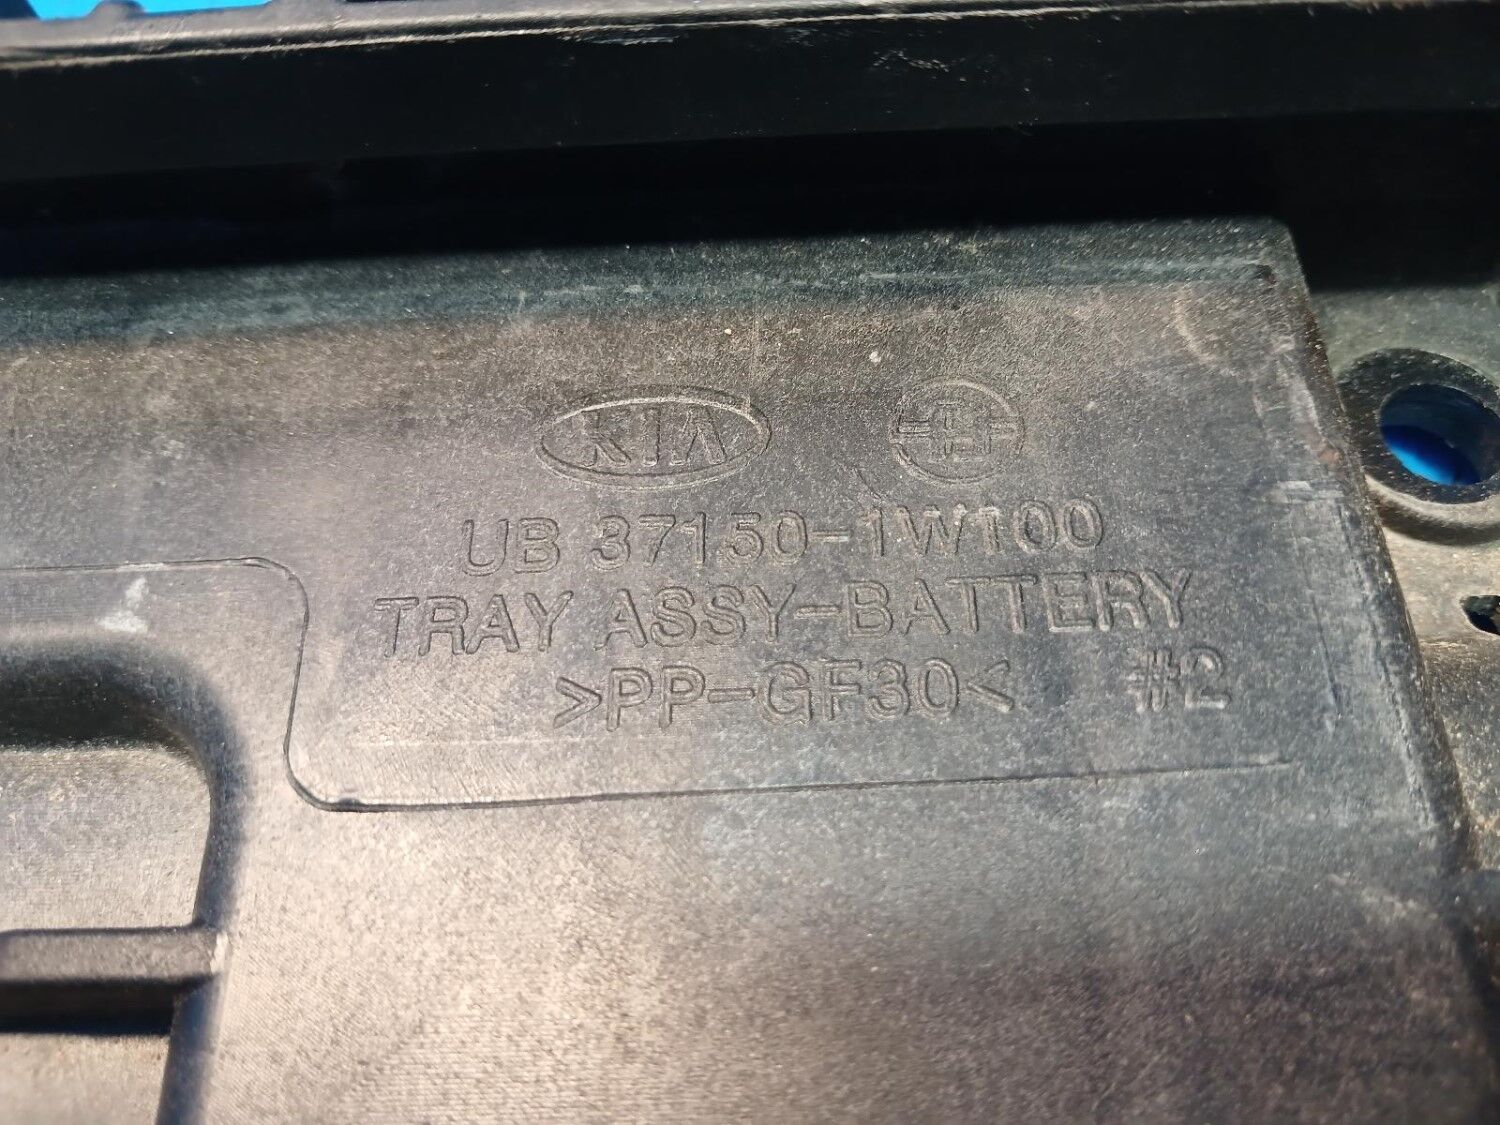 KIA
UB 37150-1W100
TRAY ASSY-BATTERY
>PP-GF30< #2